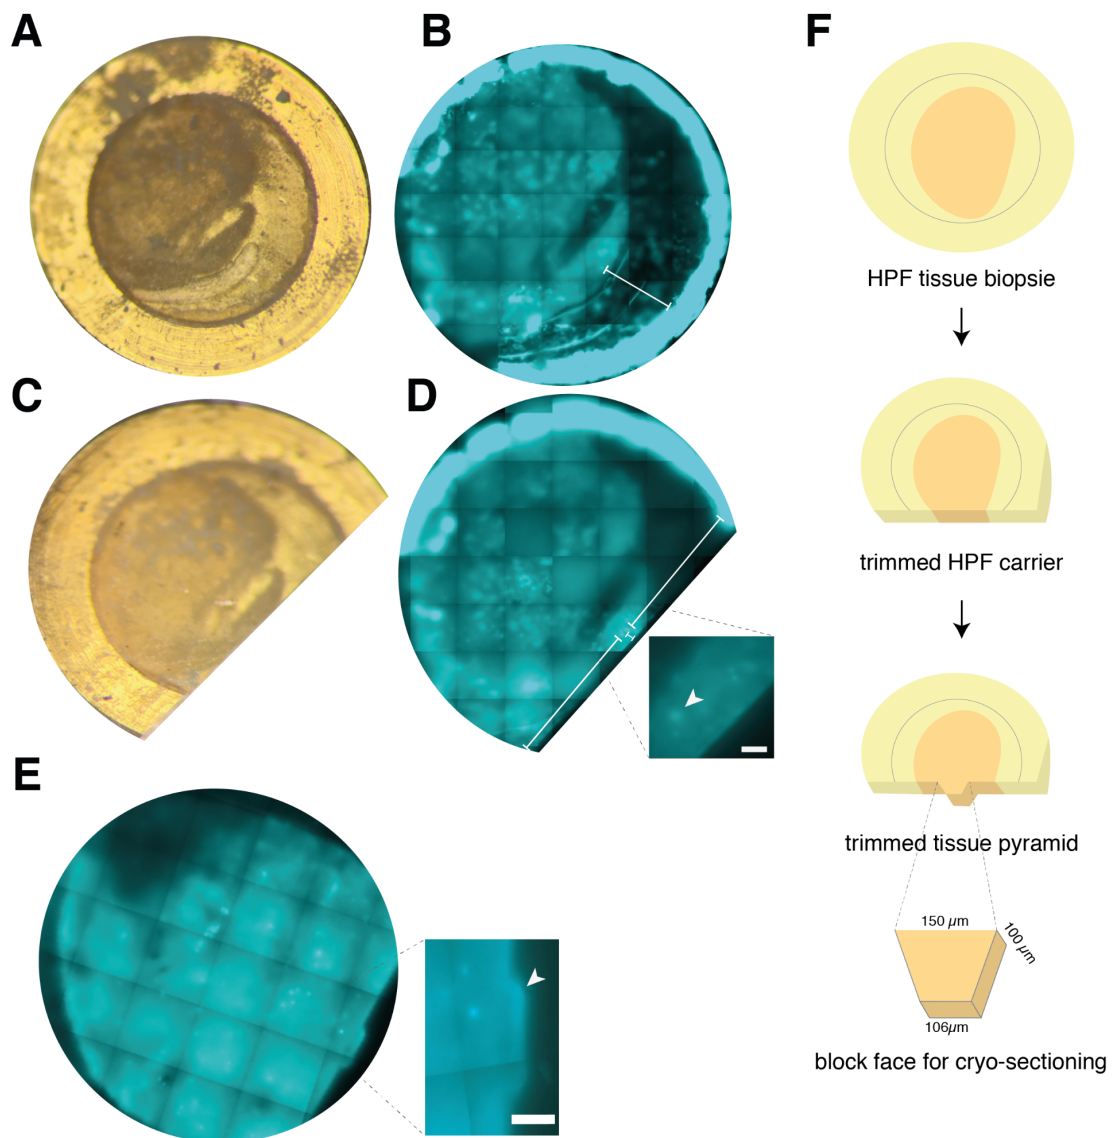 A
B
C
D
E
F
HPF tissue biopsie
trimmed HPF carrier
trimmed tissue pyramid
150 µm
100 µm
106µm
block face for cryo-sectioning